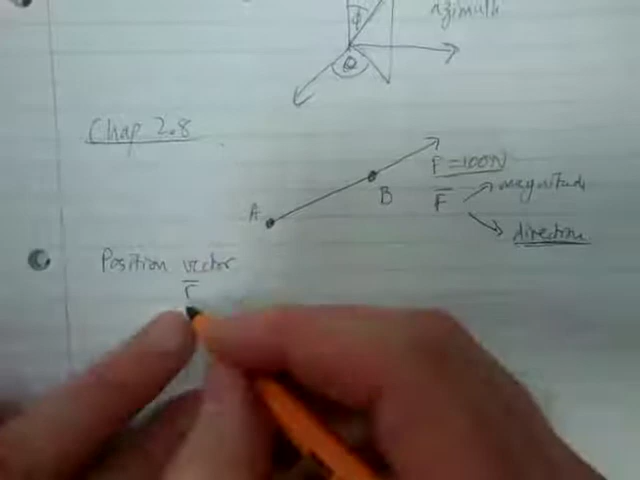 azimuth
ϕ
θ
Chap 2.8
F = 100N
B
F̅
magnitude
A
direction
Position vector
r̅